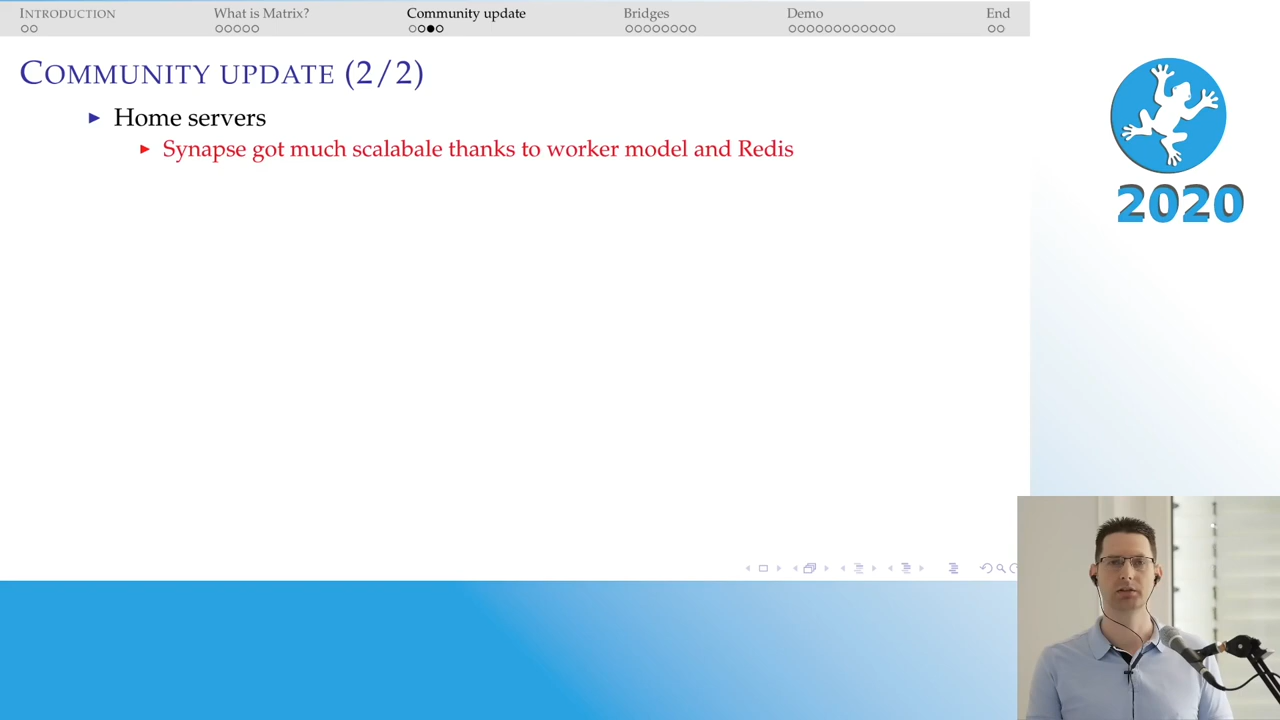 INTRODUCTION
What is Matrix?
Community update
Bridges
Demo
End
COMMUNITY UPDATE (2/2)
Home servers
Synapse got much scalabale thanks to worker model and Redis
2020